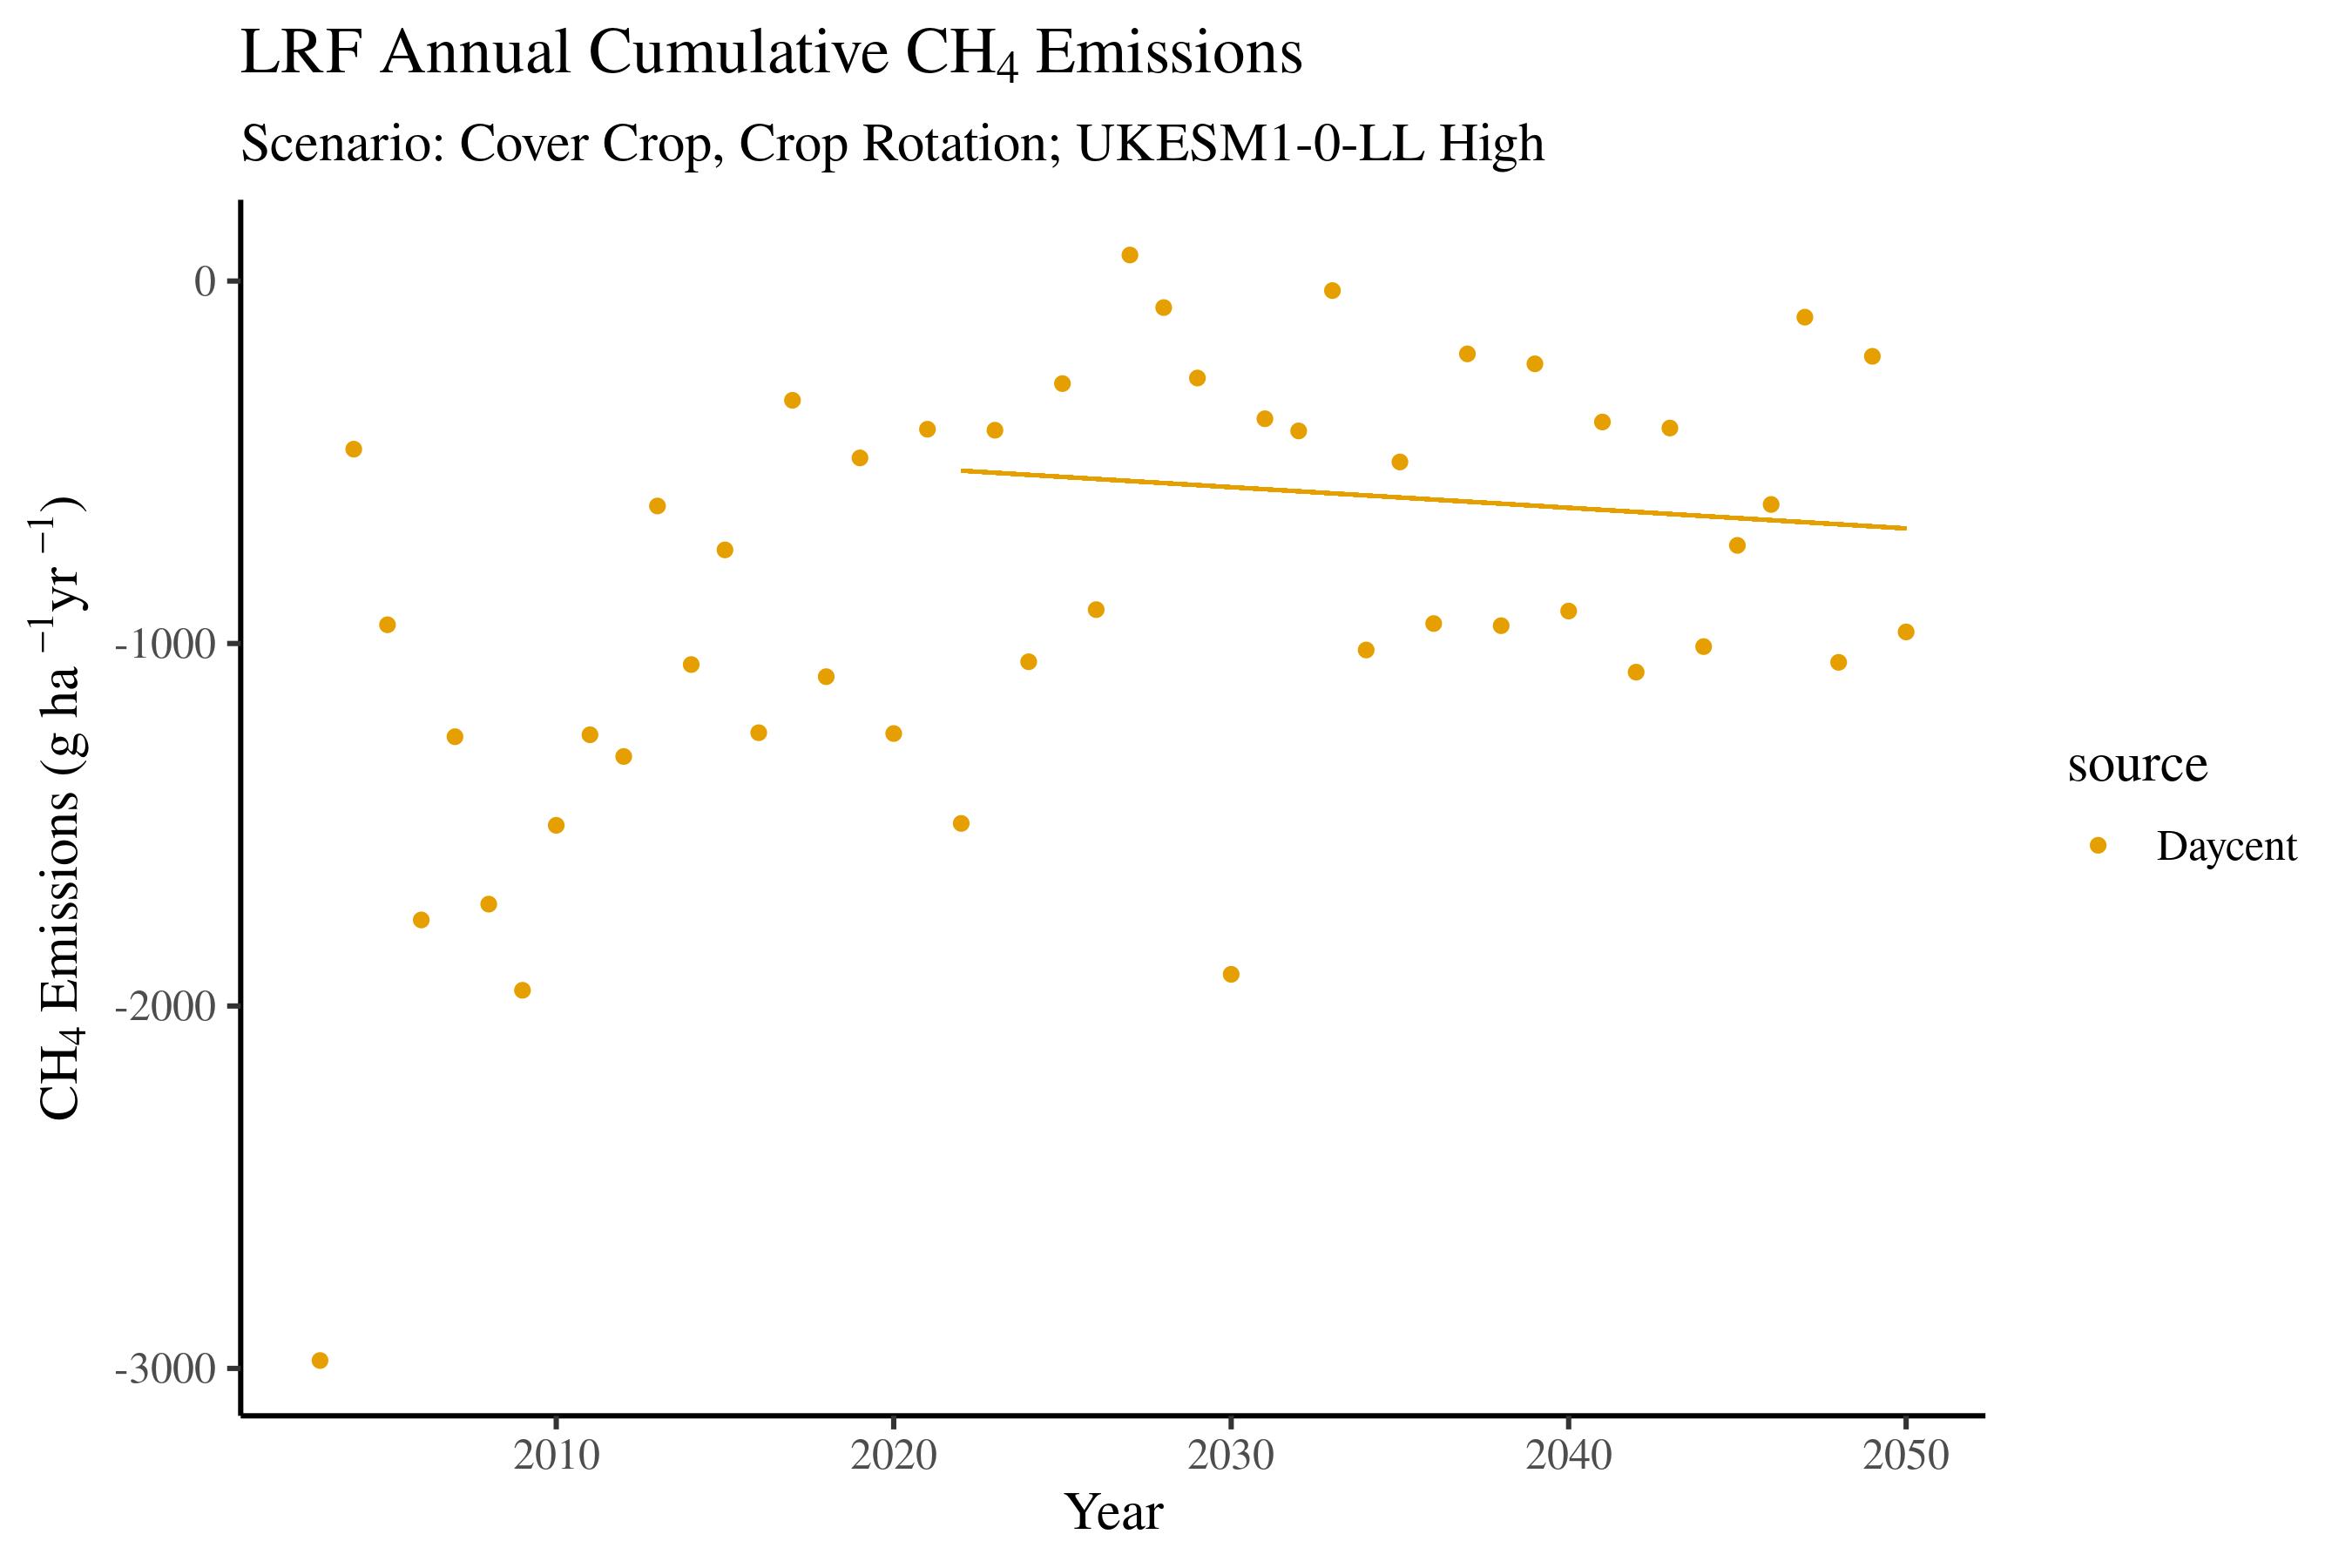 LRF Annual Cumulative CH₄ Emissions
Scenario: Cover Crop, Crop Rotation; UKESM1-0-LL High
CH₄ Emissions (g ha ⁻¹yr ⁻¹)
0
-1000
-2000
-3000
2010 2020 2030 2040 2050
Year
source
Daycent